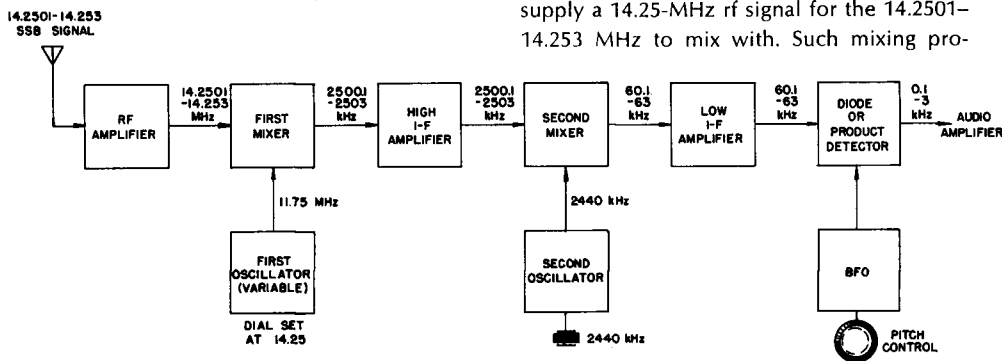 supply a 14.25-MHz rf signal for the 14.2501–
14.253 MHz to mix with. Such mixing pro-
14.2501-14.253
SSB SIGNAL
RF
AMPLIFIER
14.2501
-14.253
MHz
FIRST
MIXER
2500.1
-2503
kHz
HIGH
I-F
AMPLIFIER
2500.1
-2503
kHz
SECOND
MIXER
60.1
-63
kHz
LOW
I-F
AMPLIFIER
60.1
-63
kHz
DIODE
OR
PRODUCT
DETECTOR
0.1
-3
kHz
AUDIO
AMPLIFIER
11.75 MHz
2440 kHz
FIRST
OSCILLATOR
(VARIABLE)
DIAL SET
AT 14.25
SECOND
OSCILLATOR
2440 kHz
BFO
PITCH
CONTROL